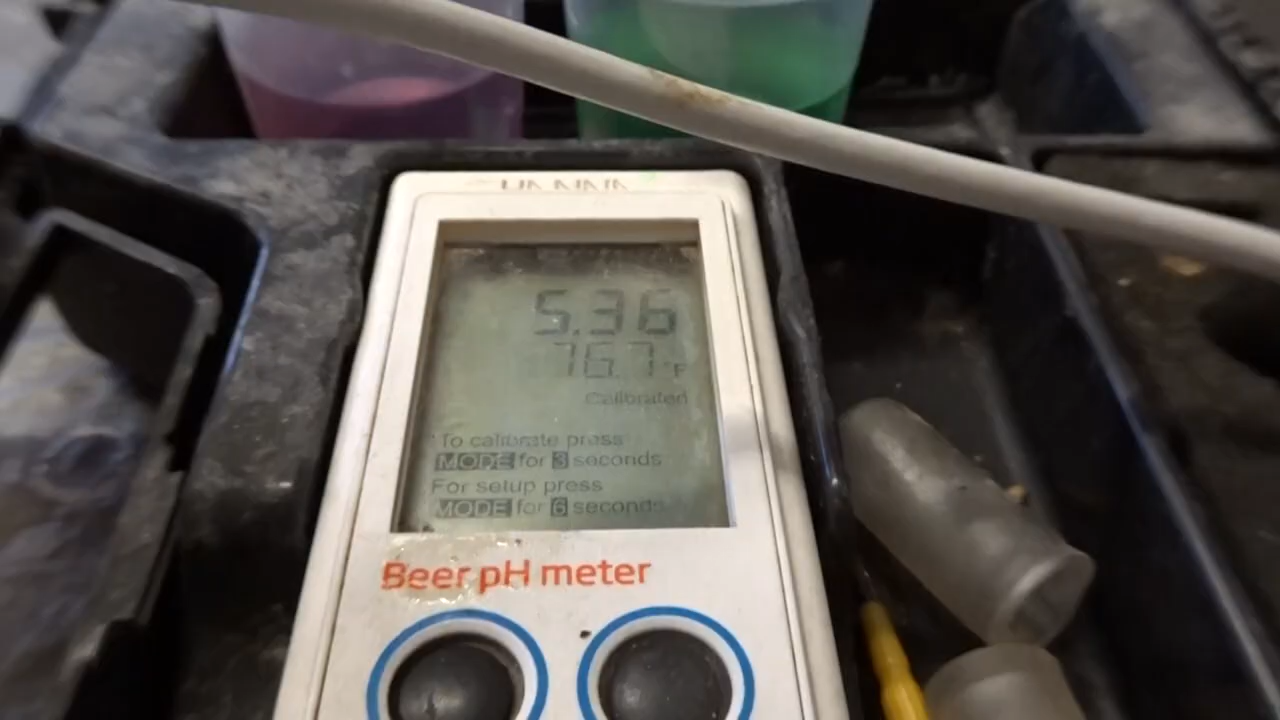 HANNA
5.36
76.7°F
Calibrated
To calibrate press
MODE for 3 seconds
For setup press
MODE for 6 seconds
Beer pH meter